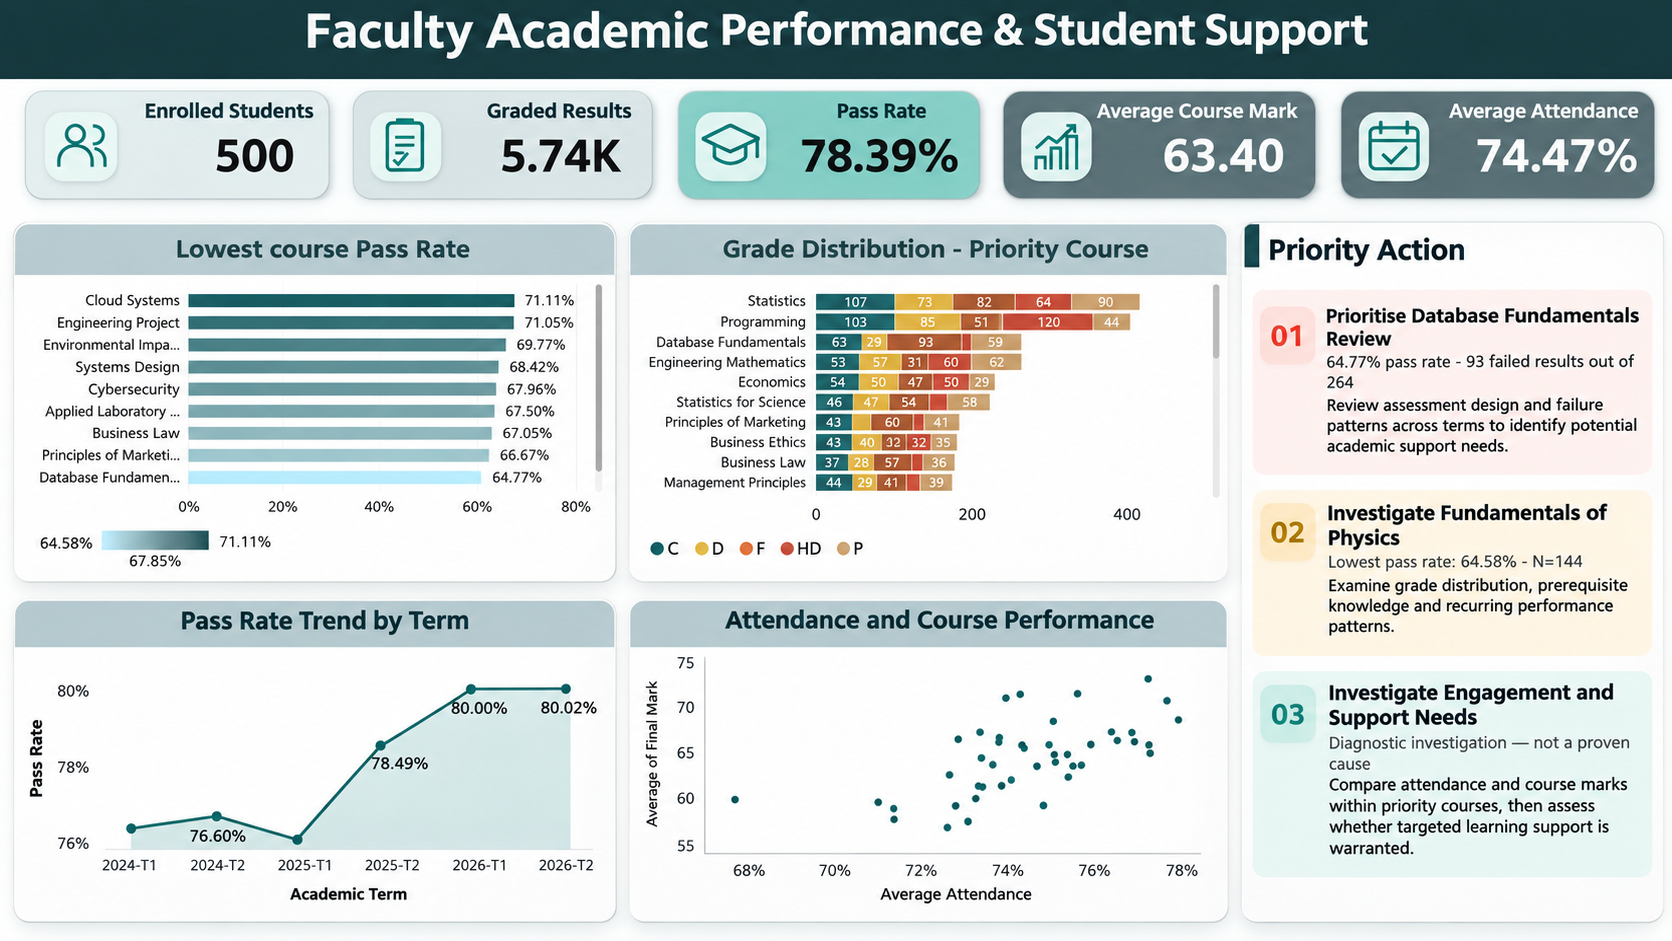 Faculty Academic Performance & Student Support
Enrolled Students
500
Graded Results
5.74K
Pass Rate
78.39%
Average Course Mark
63.40
Average Attendance
74.47%
Lowest course Pass Rate
Cloud Systems 71.11%
Engineering Project 71.05%
Environmental Impa... 69.77%
Systems Design 68.42%
Cybersecurity 67.96%
Applied Laboratory ... 67.50%
Business Law 67.05%
Principles of Marketi... 66.67%
Database Fundamen... 64.77%
0% 20% 40% 60% 80%
64.58% 71.11%
67.85%
Grade Distribution - Priority Course
Statistics 107 73 82 64 90
Programming 103 85 51 120 44
Database Fundamentals 63 29 93 59
Engineering Mathematics 53 57 31 60 62
Economics 54 50 47 50 29
Statistics for Science 46 47 54 58
Principles of Marketing 43 60 41
Business Ethics 43 40 32 32 35
Business Law 37 28 57 36
Management Principles 44 29 41 39
0 200 400
C D F HD P
Pass Rate Trend by Term
Pass Rate
80%
78%
76%
76.60%
78.49%
80.00%
80.02%
2024-T1 2024-T2 2025-T1 2025-T2 2026-T1 2026-T2
Academic Term
Attendance and Course Performance
Average of Final Mark
75
70
65
60
55
68% 70% 72% 74% 76% 78%
Average Attendance
Priority Action
01
Prioritise Database Fundamentals
Review
64.77% pass rate - 93 failed results out of
264
Review assessment design and failure
patterns across terms to identify potential
academic support needs.
02
Investigate Fundamentals of
Physics
Lowest pass rate: 64.58% - N=144
Examine grade distribution, prerequisite
knowledge and recurring performance
patterns.
03
Investigate Engagement and
Support Needs
Diagnostic investigation — not a proven
cause
Compare attendance and course marks
within priority courses, then assess
whether targeted learning support is
warranted.